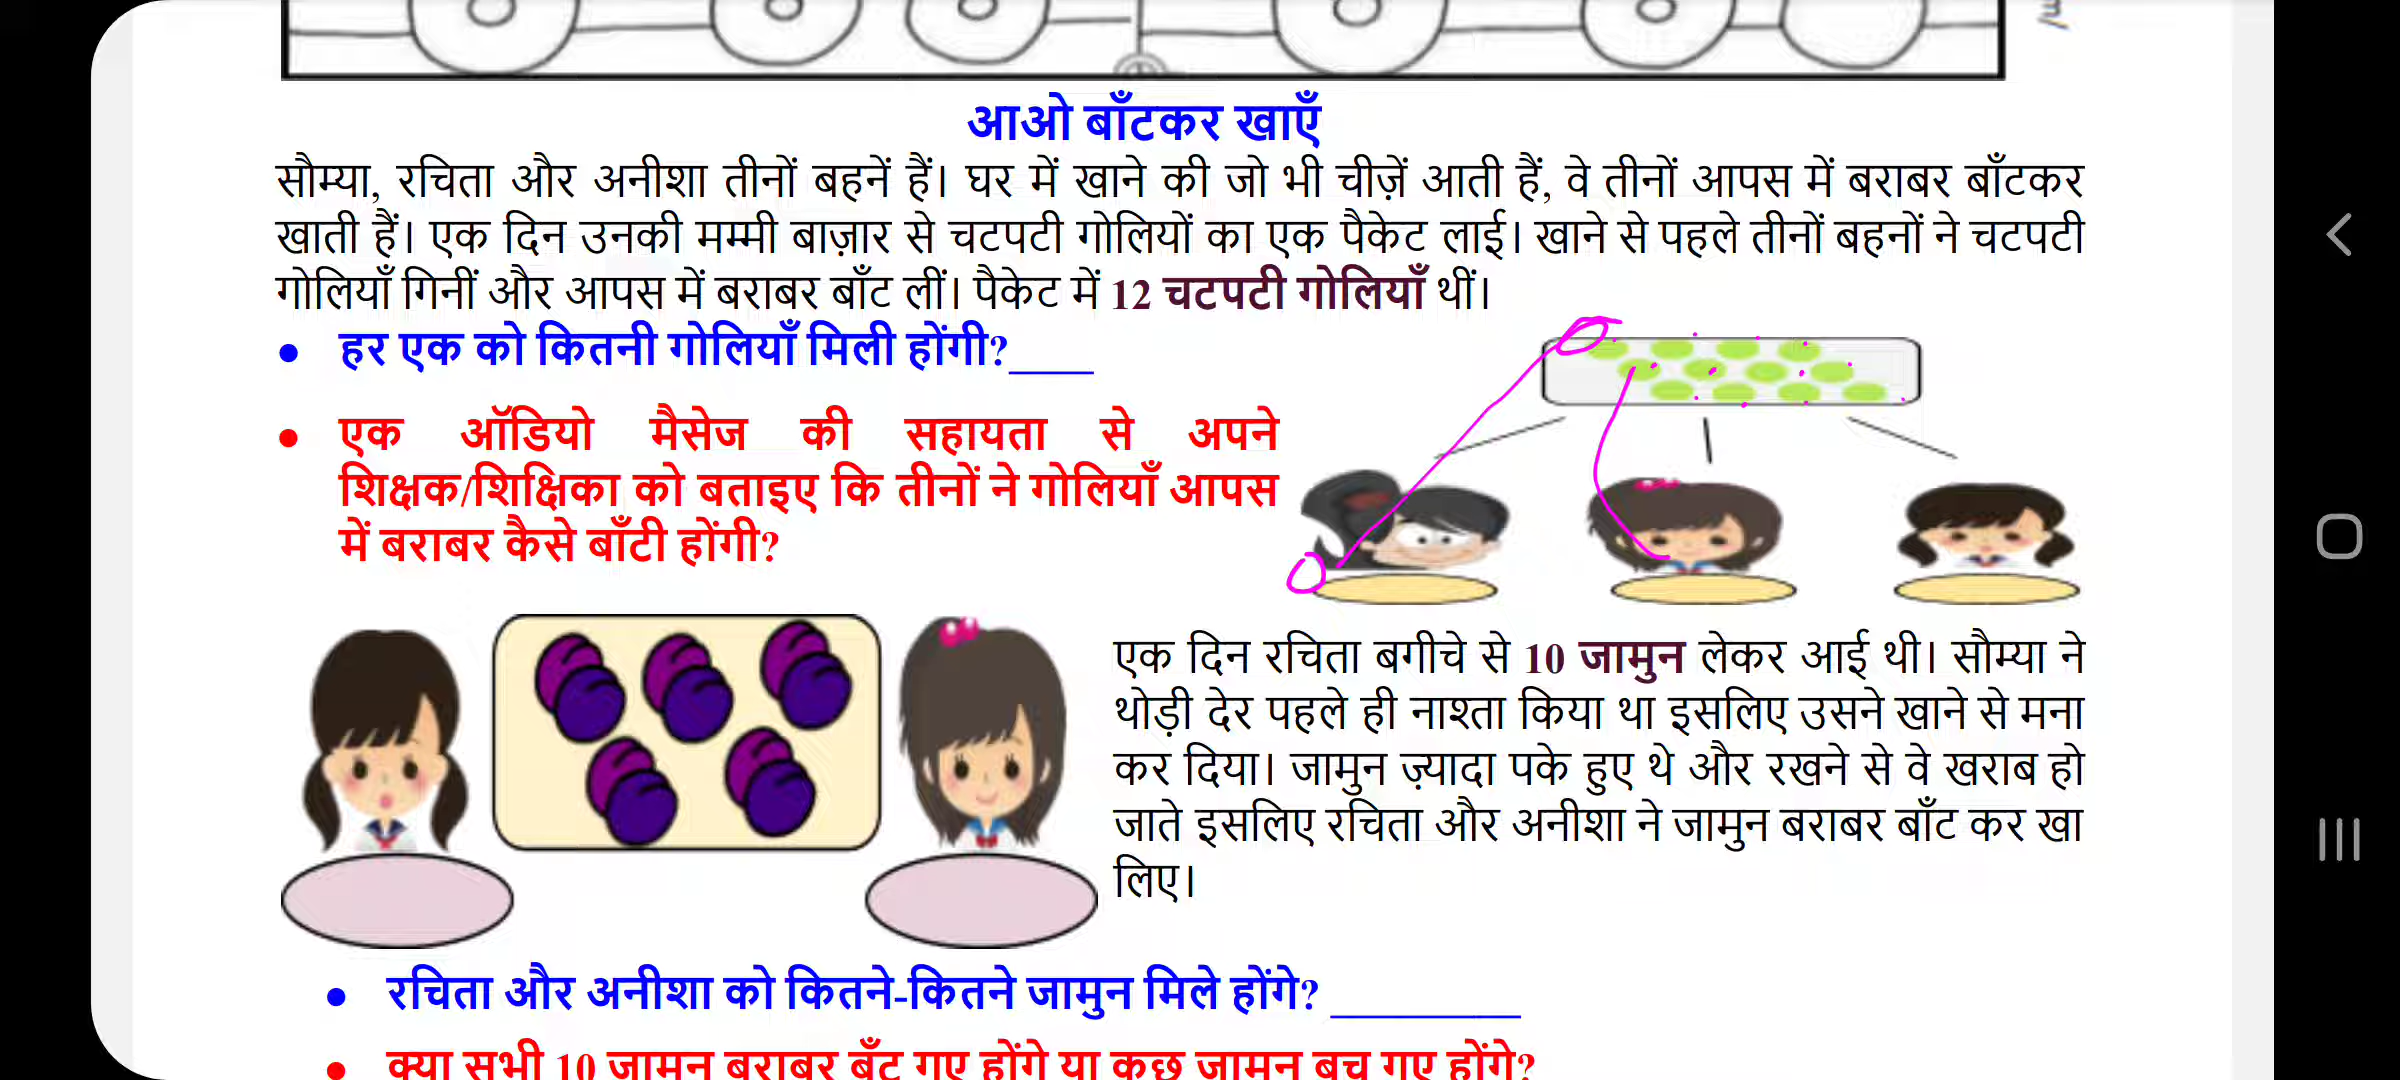 आओ बाँटकर खाएँ
सौम्या, रचिता और अनीशा तीनों बहनें हैं। घर में खाने की जो भी चीज़ें आती हैं, वे तीनों आपस में बराबर बाँटकर
खाती हैं। एक दिन उनकी मम्मी बाज़ार से चटपटी गोलियों का एक पैकेट लाई। खाने से पहले तीनों बहनों ने चटपटी
गोलियाँ गिनीं और आपस में बराबर बाँट लीं। पैकेट में 12 चटपटी गोलियाँ थीं।
• हर एक को कितनी गोलियाँ मिली होंगी?____
• एक ऑडियो मैसेज की सहायता से अपने
शिक्षक/शिक्षिका को बताइए कि तीनों ने गोलियाँ आपस
में बराबर कैसे बाँटी होंगी?
एक दिन रचिता बगीचे से 10 जामुन लेकर आई थी। सौम्या ने
थोड़ी देर पहले ही नाश्ता किया था इसलिए उसने खाने से मना
कर दिया। जामुन ज़्यादा पके हुए थे और रखने से वे खराब हो
जाते इसलिए रचिता और अनीशा ने जामुन बराबर बाँट कर खा
लिए।
• रचिता और अनीशा को कितने-कितने जामुन मिले होंगे? _________
• क्या सभी 10 जामुन बराबर बँट गए होंगे या कुछ जामुन बच गए होंगे?